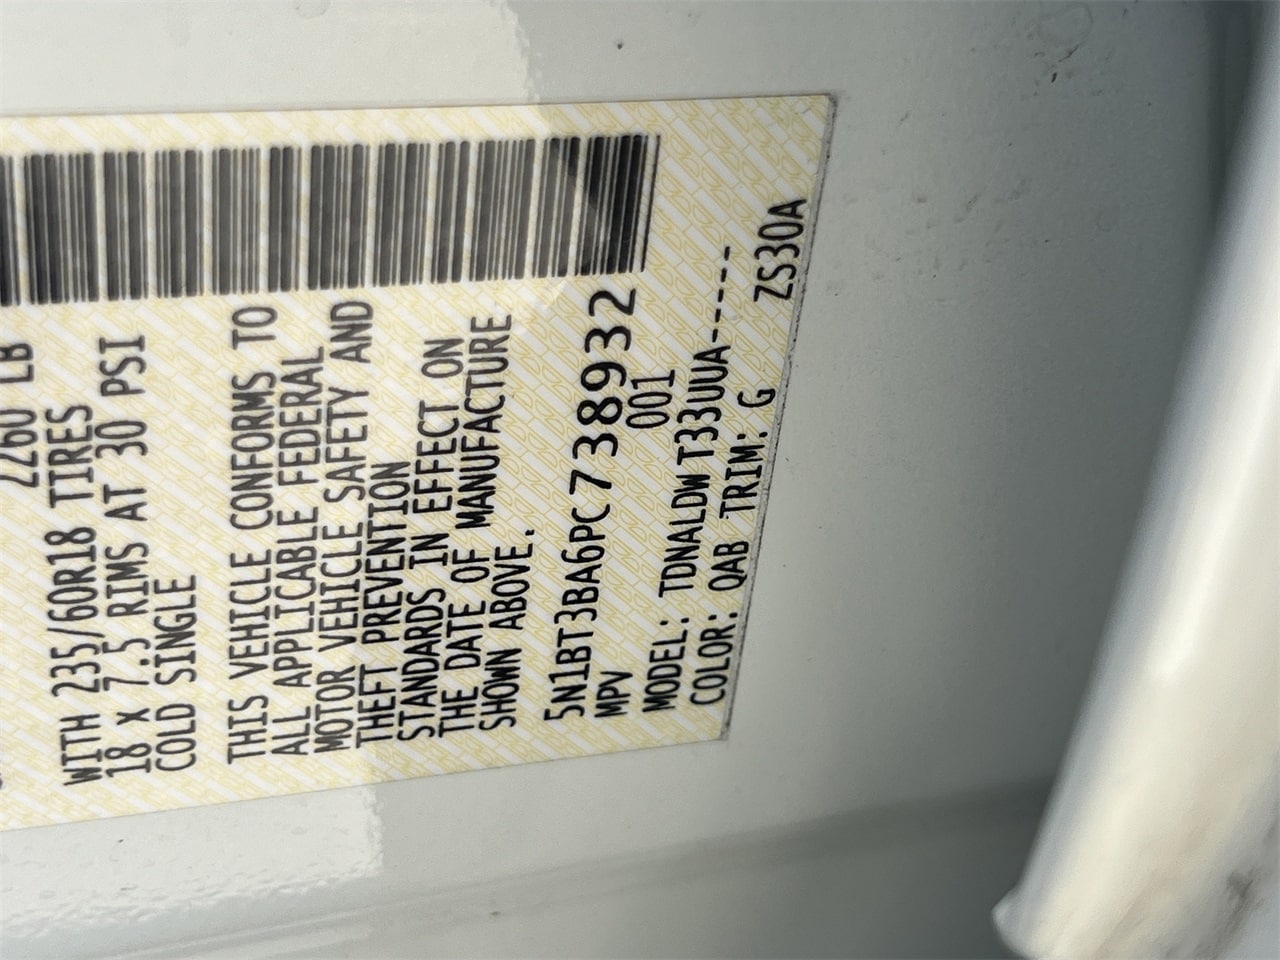 2260 LB
WITH 235/60R18 TIRES
18 X 7.5 RIMS AT 30 PSI
COLD SINGLE
THIS VEHICLE CONFORMS TO
ALL APPLICABLE FEDERAL
MOTOR VEHICLE SAFETY AND
THEFT PREVENTION
STANDARDS IN EFFECT ON
THE DATE OF MANUFACTURE
SHOWN ABOVE.
5N1BT3BA6PC738932
MPV 001
MODEL: TDNALDW T33UUA-----
COLOR: QAB TRIM: G ZS30A